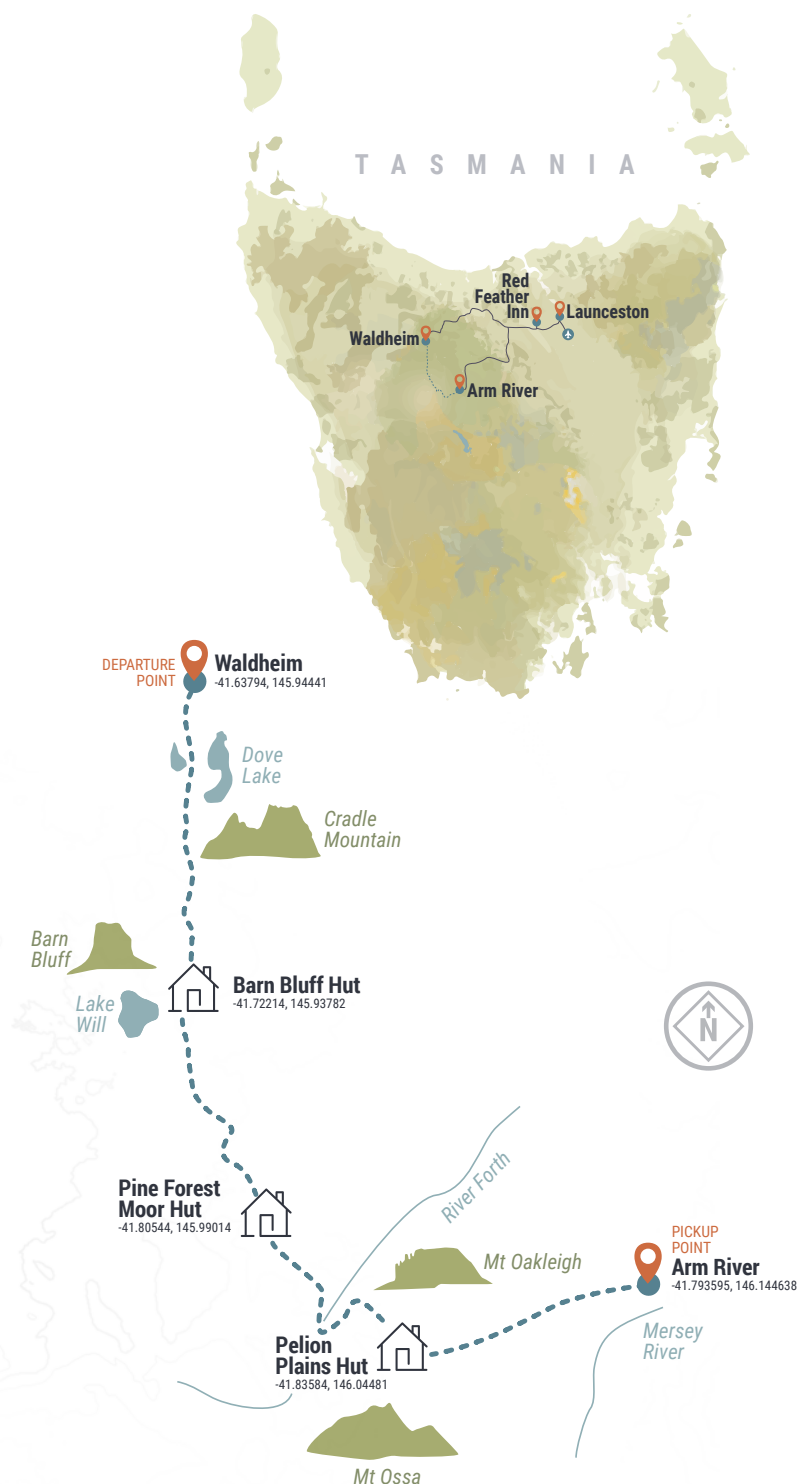 TASMANIA
Red
Feather
Inn
Launceston
Waldheim
Arm River
DEPARTURE
POINT
Waldheim
-41.63794, 145.94441
Dove
Lake
Cradle
Mountain
Barn
Bluff
Barn Bluff Hut
-41.72214, 145.93782
Lake
Will
N
River Forth
Pine Forest
Moor Hut
-41.80544, 145.99014
Mt Oakleigh
PICKUP
POINT
Arm River
-41.793595, 146.144638
Mersey
River
Pelion
Plains Hut
-41.83584, 146.04481
Mt Ossa